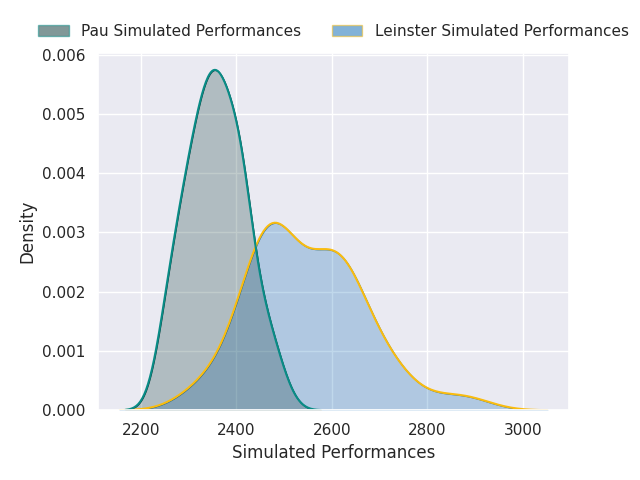 Pau Simulated Performances Leinster Simulated Performances
0.006
0.005
0.004
0.003
0.002
0.001
0.000
Density
2200 2400 2600 2800 3000
Simulated Performances